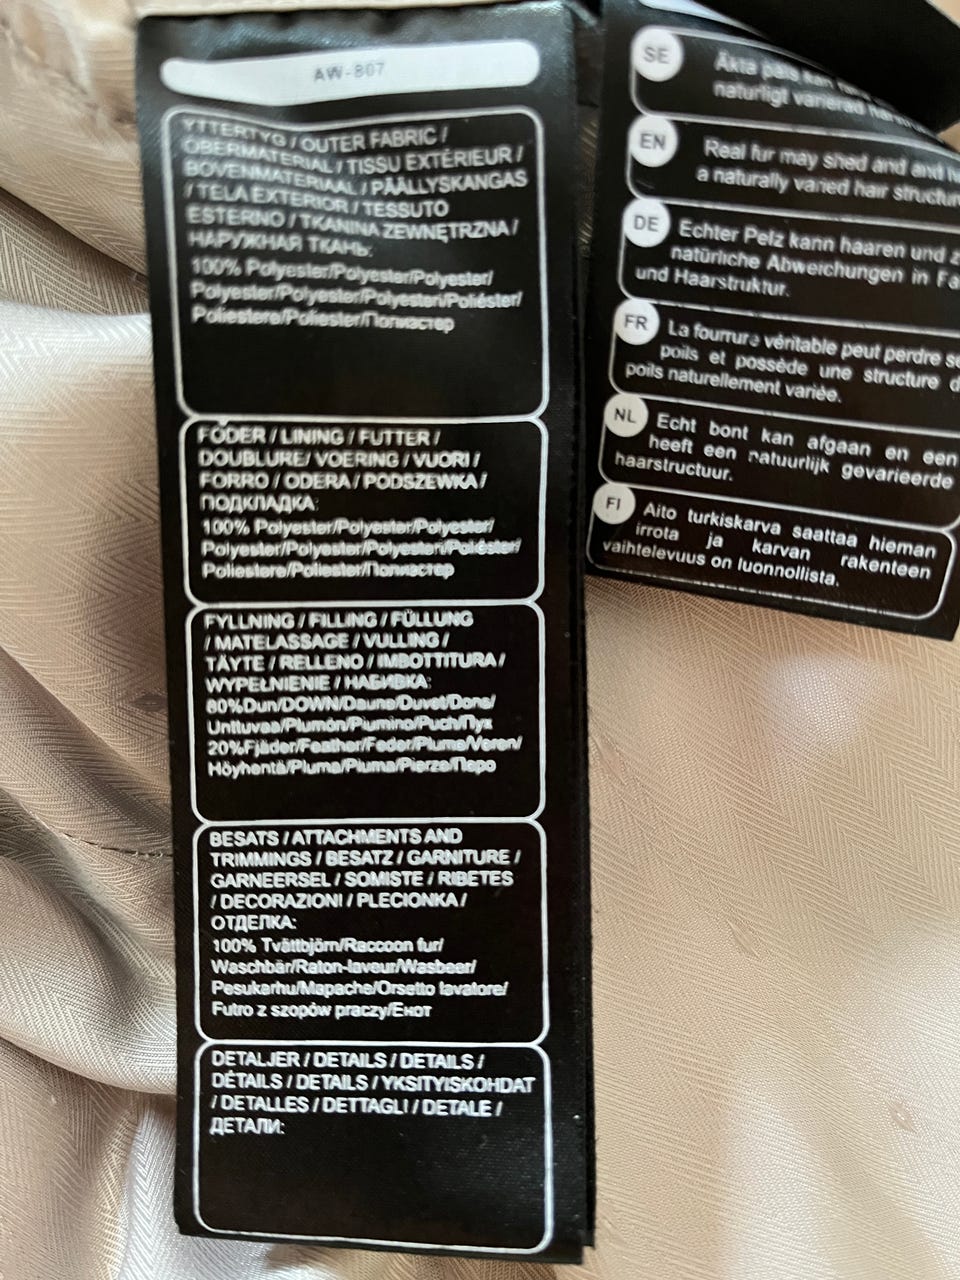 AW-807
YTTERTYG / OUTER FABRIC /
OBERMATERIAL / TISSU EXTÉRIEUR /
BOVENMATERIAAL / PÄÄLLYSKANGAS
/ TELA EXTERIOR / TESSUTO
ESTERNO / TKANINA ZEWNĘTRZNA /
НАРУЖНАЯ ТКАНЬ:
100% Polyester/Polyester/Polyester/
Polyester/Polyester/Polyesteri/Poliéster/
Poliestere/Poliester/Полиэстер
FODER / LINING / FUTTER /
DOUBLURE/ VOERING / VUORI /
FORRO / ODERA / PODSZEWKA /
ПОДКЛАДКА:
100% Polyester/Polyester/Polyester/
Polyester/Polyester/Polyesteri/Poliéster/
Poliestere/Poliester/Полиэстер
FYLLNING / FILLING / FÜLLUNG
/ MATELASSAGE / VULLING /
TÄYTE / RELLENO / IMBOTTITURA /
WYPEŁNIENIE / НАБИВКА:
80%Dun/DOWN/Daune/Duvet/Dons/
Unttuvaa/Plumón/Piumino/Puch/Пух
20%Fjäder/Feather/Feder/Plume/Veren/
Höyhentä/Pluma/Piuma/Pierze/Перо
BESATS / ATTACHMENTS AND
TRIMMINGS / BESATZ / GARNITURE /
GARNEERSEL / SOMISTE / RIBETES
/ DECORAZIONI / PLECIONKA /
ОТДЕЛКА:
100% Tvättbjörn/Raccoon fur/
Waschbär/Raton-laveur/Wasbeer/
Pesukarhu/Mapache/Orsetto lavatore/
Futro z szopów praczy/Енот
DETALJER / DETAILS / DETAILS /
DÉTAILS / DETAILS / YKSITYISKOHDAT
/ DETALLES / DETTAGLI / DETALE /
ДЕТАЛИ:
SE Äkta päls kan
naturligt varierad
EN Real fur may shed and and
a naturally varied hair
DE Echter Pelz kann haaren und
natürliche Abweichungen in
und Haarstruktur.
FR La fourrure véritable peut perdre
poils et possède une structure
poils naturellement variée.
NL Echt bont kan afgaan en een
heeft een natuurlijk gevarieerde
haarstructuur.
FI Aito turkiskarva saattaa hieman
irrota ja karvan rakenteen
vaihtelevuus on luonnollista.